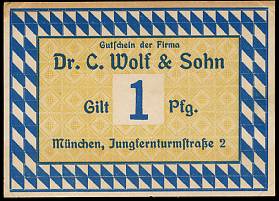 Gutschein der Firma
Dr. C. Wolf & Sohn
Gilt 1 Pfg.
München, Jungfernturmstraße 2